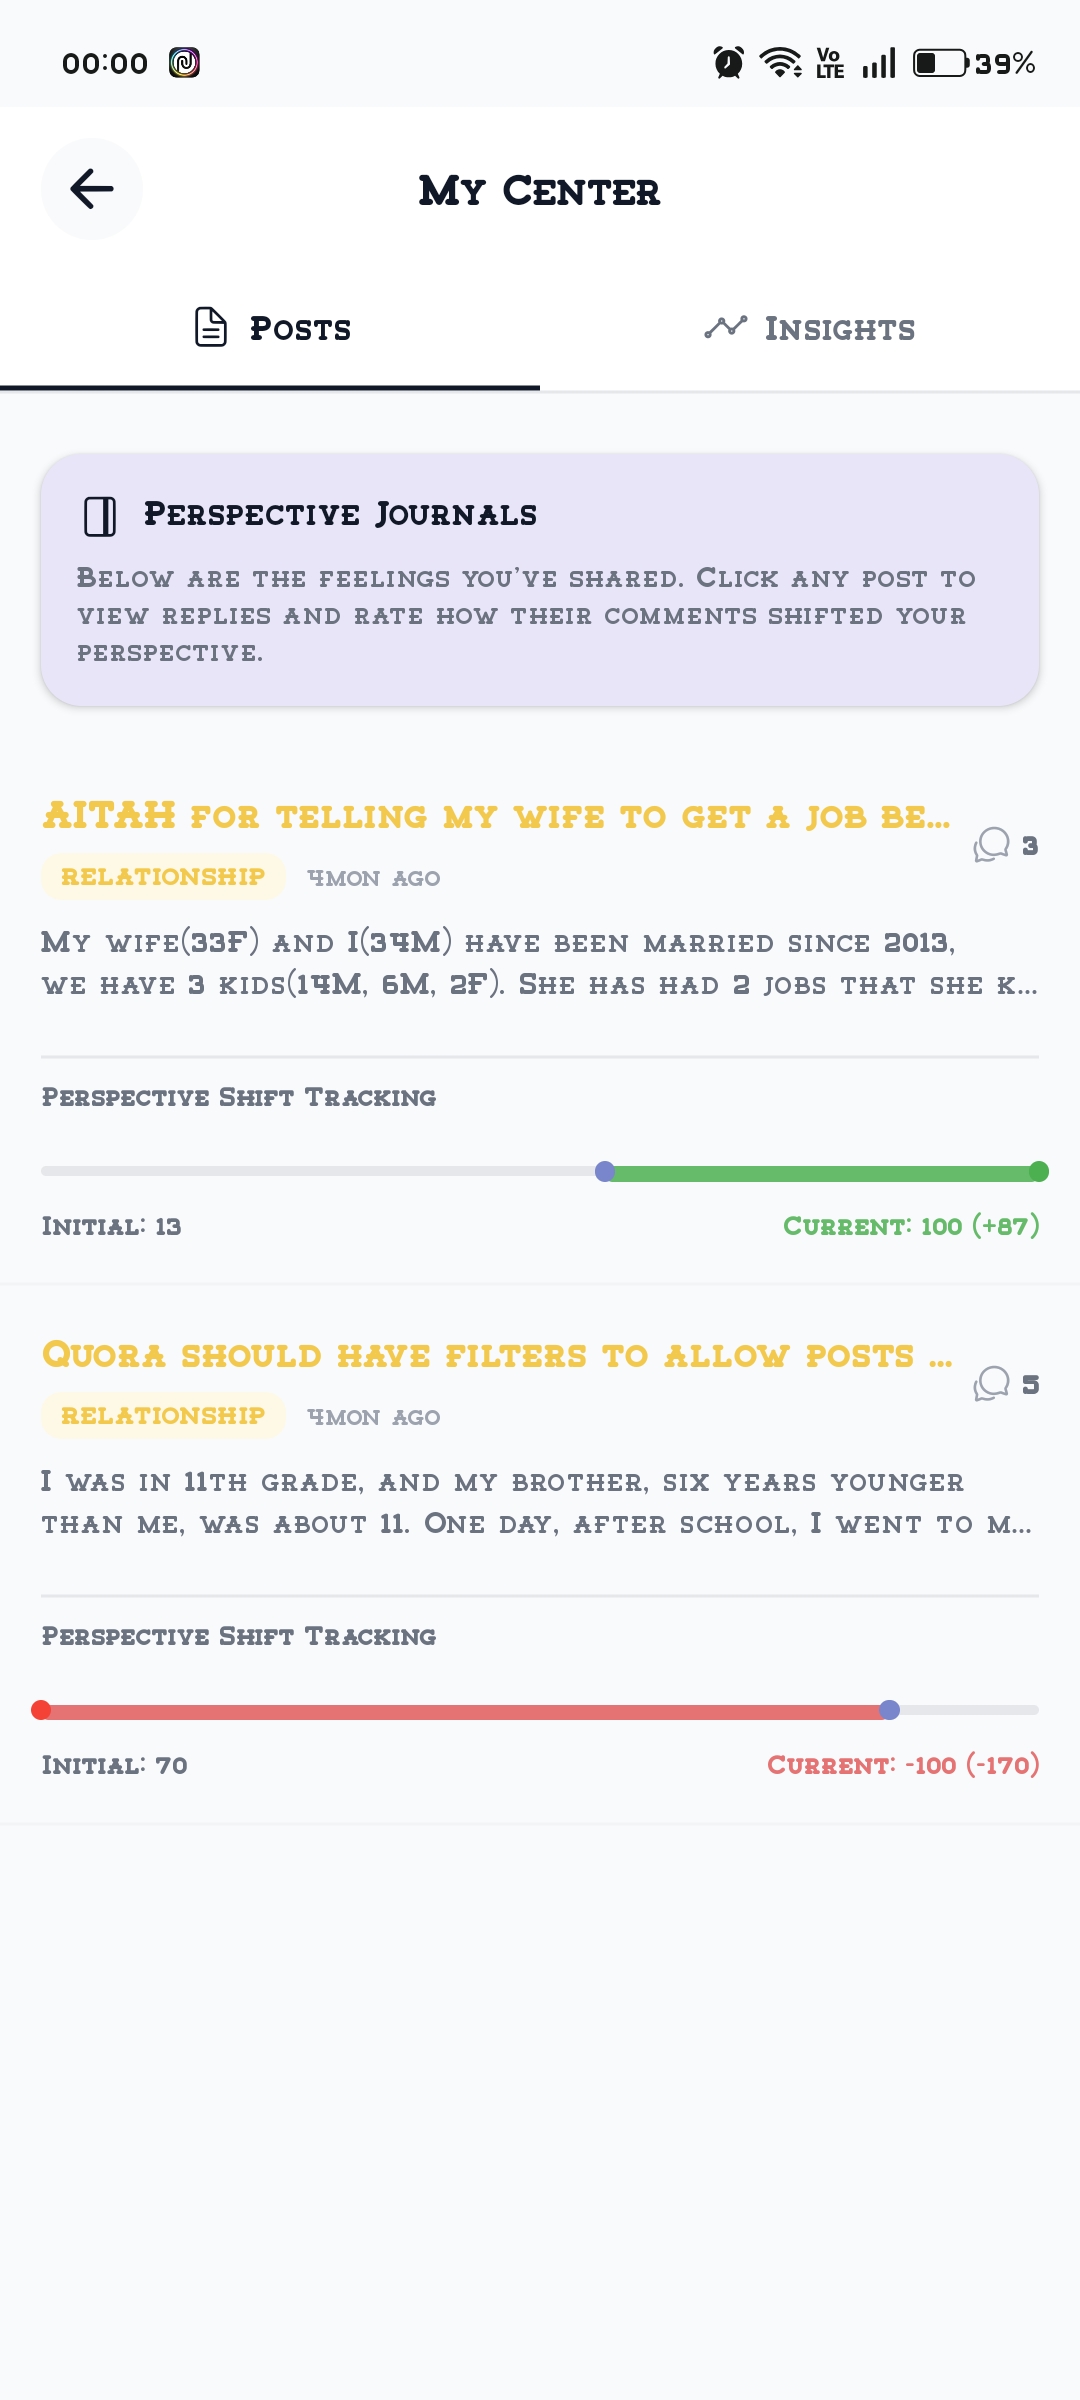 00:00 Vo LTE 39%
My Center
Posts Insights
Perspective Journals
Below are the feelings you've shared. Click any post to
view replies and rate how their comments shifted your
perspective.
AITAH for telling my wife to get a job be... 3
relationship 4mon ago
My wife(33F) and I(34M) have been married since 2013,
we have 3 kids(14M, 6M, 2F). She has had 2 jobs that she k...
Perspective Shift Tracking
Initial: 13 Current: 100 (+87)
Quora should have filters to allow posts ... 5
relationship 4mon ago
I was in 11th grade, and my brother, six years younger
than me, was about 11. One day, after school, I went to m...
Perspective Shift Tracking
Initial: 70 Current: -100 (-170)